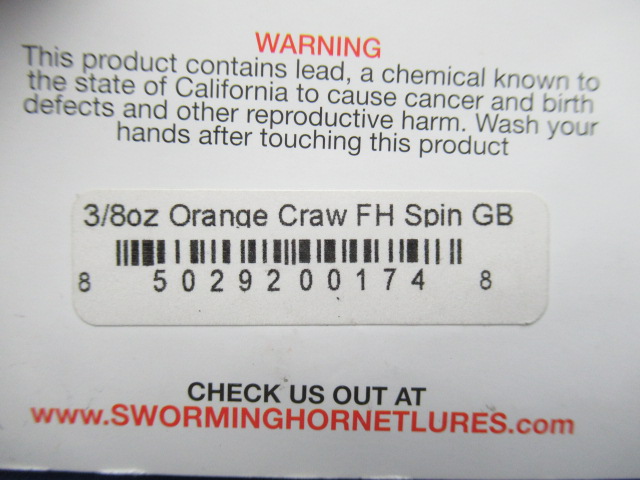 WARNING
This product contains lead, a chemical known to
the state of California to cause cancer and birth
defects and other reproductive harm. Wash your
hands after touching this product
3/8oz Orange Craw FH Spin GB
8 5029200174 8
CHECK US OUT AT
www.SWORMINGHORNETLURES.com